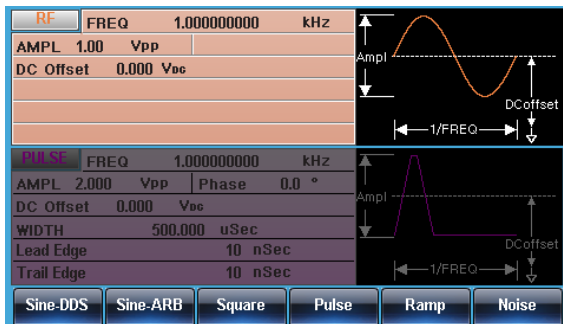 RF FREQ 1.000000000 kHz
AMPL 1.00 Vpp
DC Offset 0.000 VDC
Ampl
DCoffset
1/FREQ
PULSE FREQ 1.000000000 kHz
AMPL 2.000 Vpp Phase 0.0 °
DC Offset 0.000 VDC
WIDTH 500.000 uSec
Lead Edge 10 nSec
Trail Edge 10 nSec
Ampl
DCoffset
1/FREQ
Sine-DDS Sine-ARB Square Pulse Ramp Noise